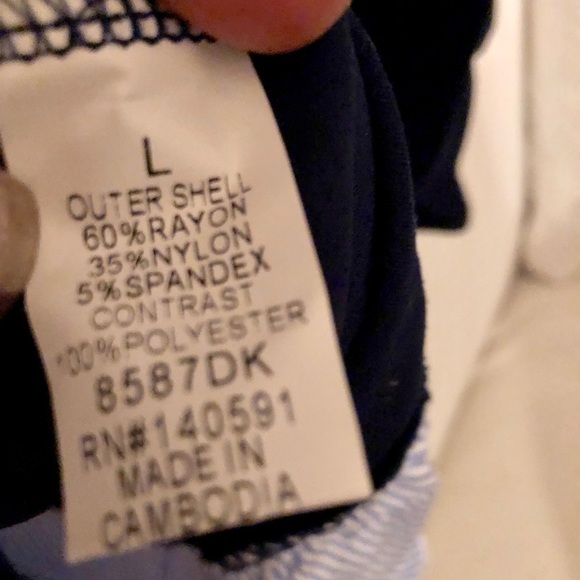 L
OUTER SHELL
60%RAYON
35%NYLON
5%SPANDEX
CONTRAST
100%POLYESTER
8587DK
RN#140591
MADE IN
CAMBODIA